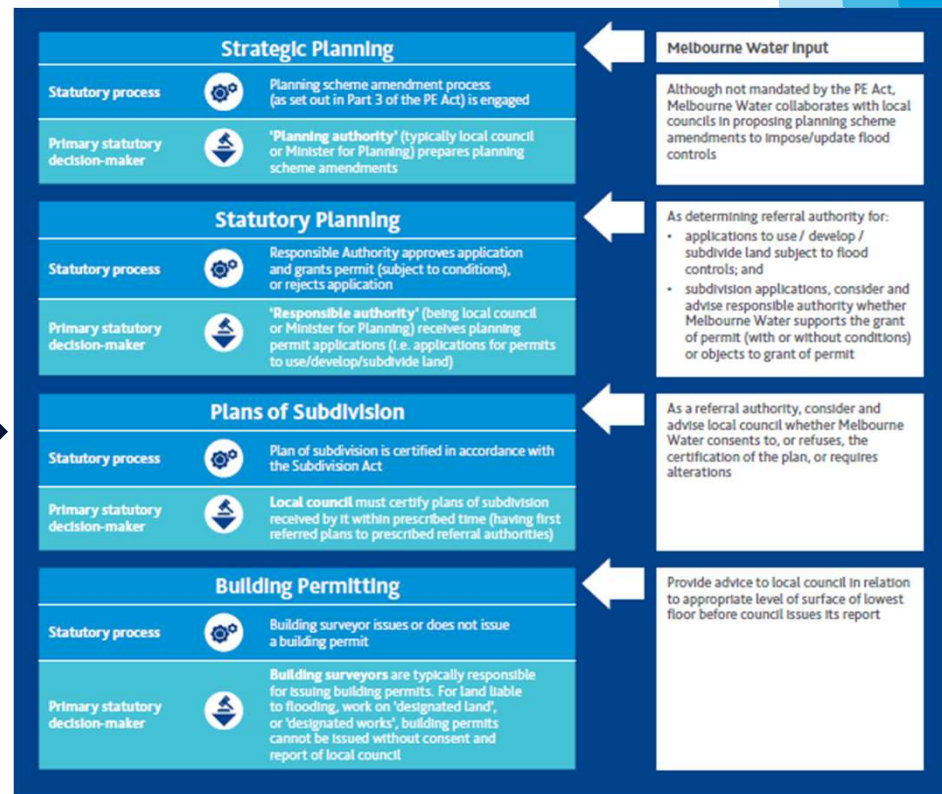 Strategic Planning
Statutory process
Planning scheme amendment process
(as set out in Part 3 of the PE Act) is engaged
Primary statutory
decision-maker
'Planning authority' (typically local council
or Minister for Planning) prepares planning
scheme amendments
Melbourne Water input
Although not mandated by the PE Act,
Melbourne Water collaborates with local
councils in proposing planning scheme
amendments to impose/update flood
controls
Statutory Planning
Statutory process
Responsible Authority approves application
and grants permit (subject to conditions),
or rejects application
Primary statutory
decision-maker
'Responsible authority' (being local council
or Minister for Planning) receives planning
permit applications (i.e. applications for permits
to use/develop/subdivide land)
As determining referral authority for:
• applications to use / develop /
subdivide land subject to flood
controls; and
• subdivision applications, consider and
advise responsible authority whether
Melbourne Water supports the grant
of permit (with or without conditions)
or objects to grant of permit
Plans of Subdivision
Statutory process
Plan of subdivision is certified in accordance with
the Subdivision Act
Primary statutory
decision-maker
Local council must certify plans of subdivision
received by it within prescribed time (having first
referred plans to prescribed referral authorities)
As a referral authority, consider and
advise local council whether Melbourne
Water consents to, or refuses, the
certification of the plan, or requires
alterations
Building Permitting
Statutory process
Building surveyor issues or does not issue
a building permit
Primary statutory
decision-maker
Building surveyors are typically responsible
for issuing building permits. For land liable
to flooding, work on 'designated land',
or 'designated works', building permits
cannot be issued without consent and
report of local council
Provide advice to local council in relation
to appropriate level of surface of lowest
floor before council issues its report